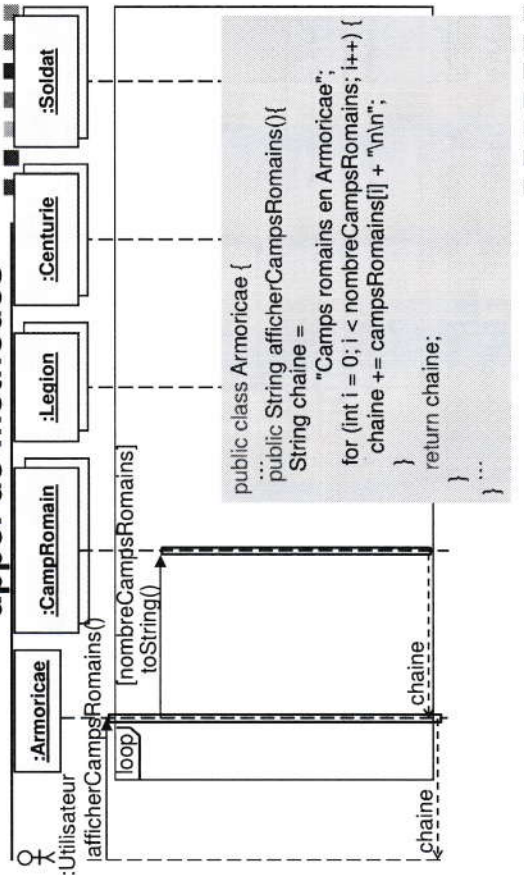 :Utilisateur
:Armoricae
:CampRomain
:Legion
:Centurie
:Soldat
afficherCampsRomains()
loop
[nombreCampsRomains]
toString()
chaine
chaine
public class Armoricae {
...
public String afficherCampsRomains(){
String chaine =
"Camps romains en Armoricae";
for (int i = 0; i < nombreCampsRomains; i++) {
chaine += campsRomains[i] + "\n\n";
}
return chaine;
}
...
}